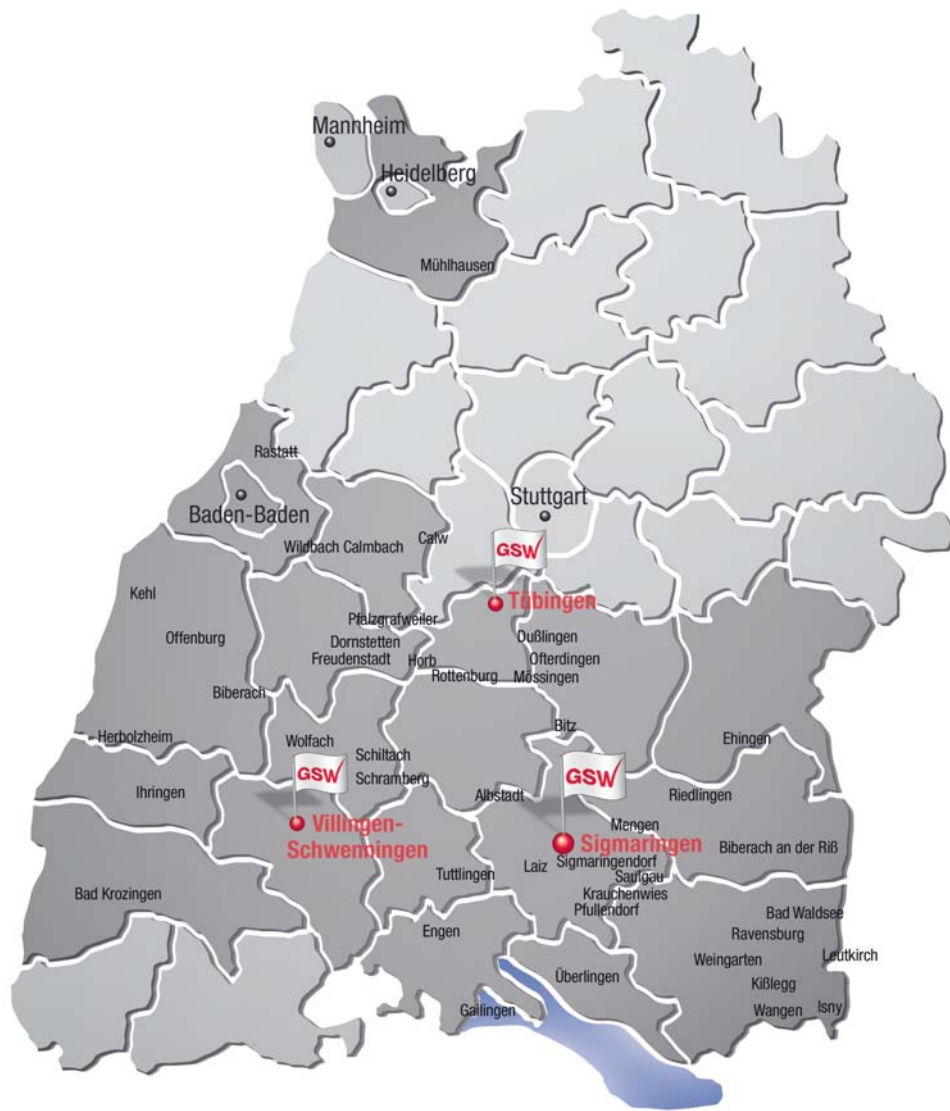 Mannheim
Heidelberg
Mühlhausen
Rastatt
Stuttgart
Baden-Baden
Wildbach Calmbach
Calw
GSW
Kehl
Tübingen
Pfalzgrafweiler
Offenburg
Dußlingen
Dornstetten
Freudenstadt
Horb
Ofterdingen
Rottenburg
Mössingen
Biberach
Bitz
Herbolzheim
Wolfach
Ehingen
Schiltach
GSW
GSW
Schramberg
Ihringen
Albstadt
Riedlingen
Mengen
Villingen-
Schwenningen
Sigmaringen
Biberach an der Riß
Sigmaringendorf
Laiz
Tuttlingen
Saulgau
Bad Krozingen
Krauchenwies
Pfullendorf
Bad Waldsee
Engen
Ravensburg
Leutkirch
Weingarten
Überlingen
Kißlegg
Gailingen
Wangen
Isny